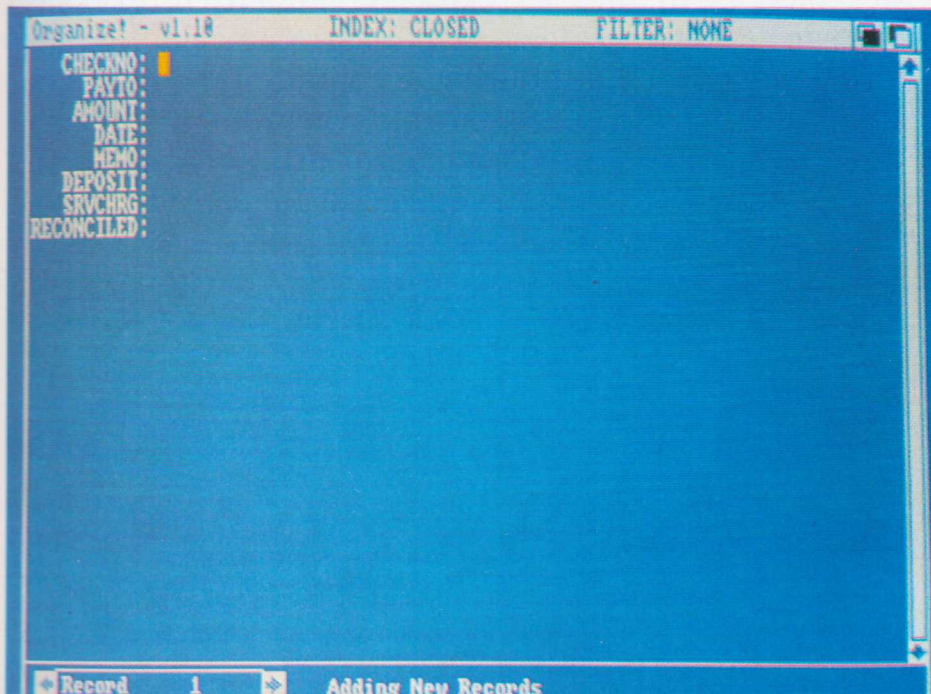 Organize! - v1.10 INDEX: CLOSED FILTER: NONE
CHECKNO:
PAYTO:
AMOUNT:
DATE:
MEMO:
DEPOSIT:
SRVCHRG:
RECONCILED:
Record 1 Adding New Records